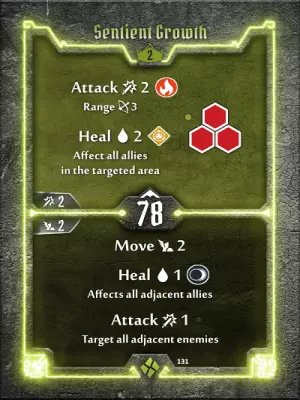 Sentient Growth
2
Attack 2
Range 3
Heal 2
Affect all allies
in the targeted area
2
78
2
Move 2
Heal 1
Affects all adjacent allies
Attack 1
Target all adjacent enemies
131